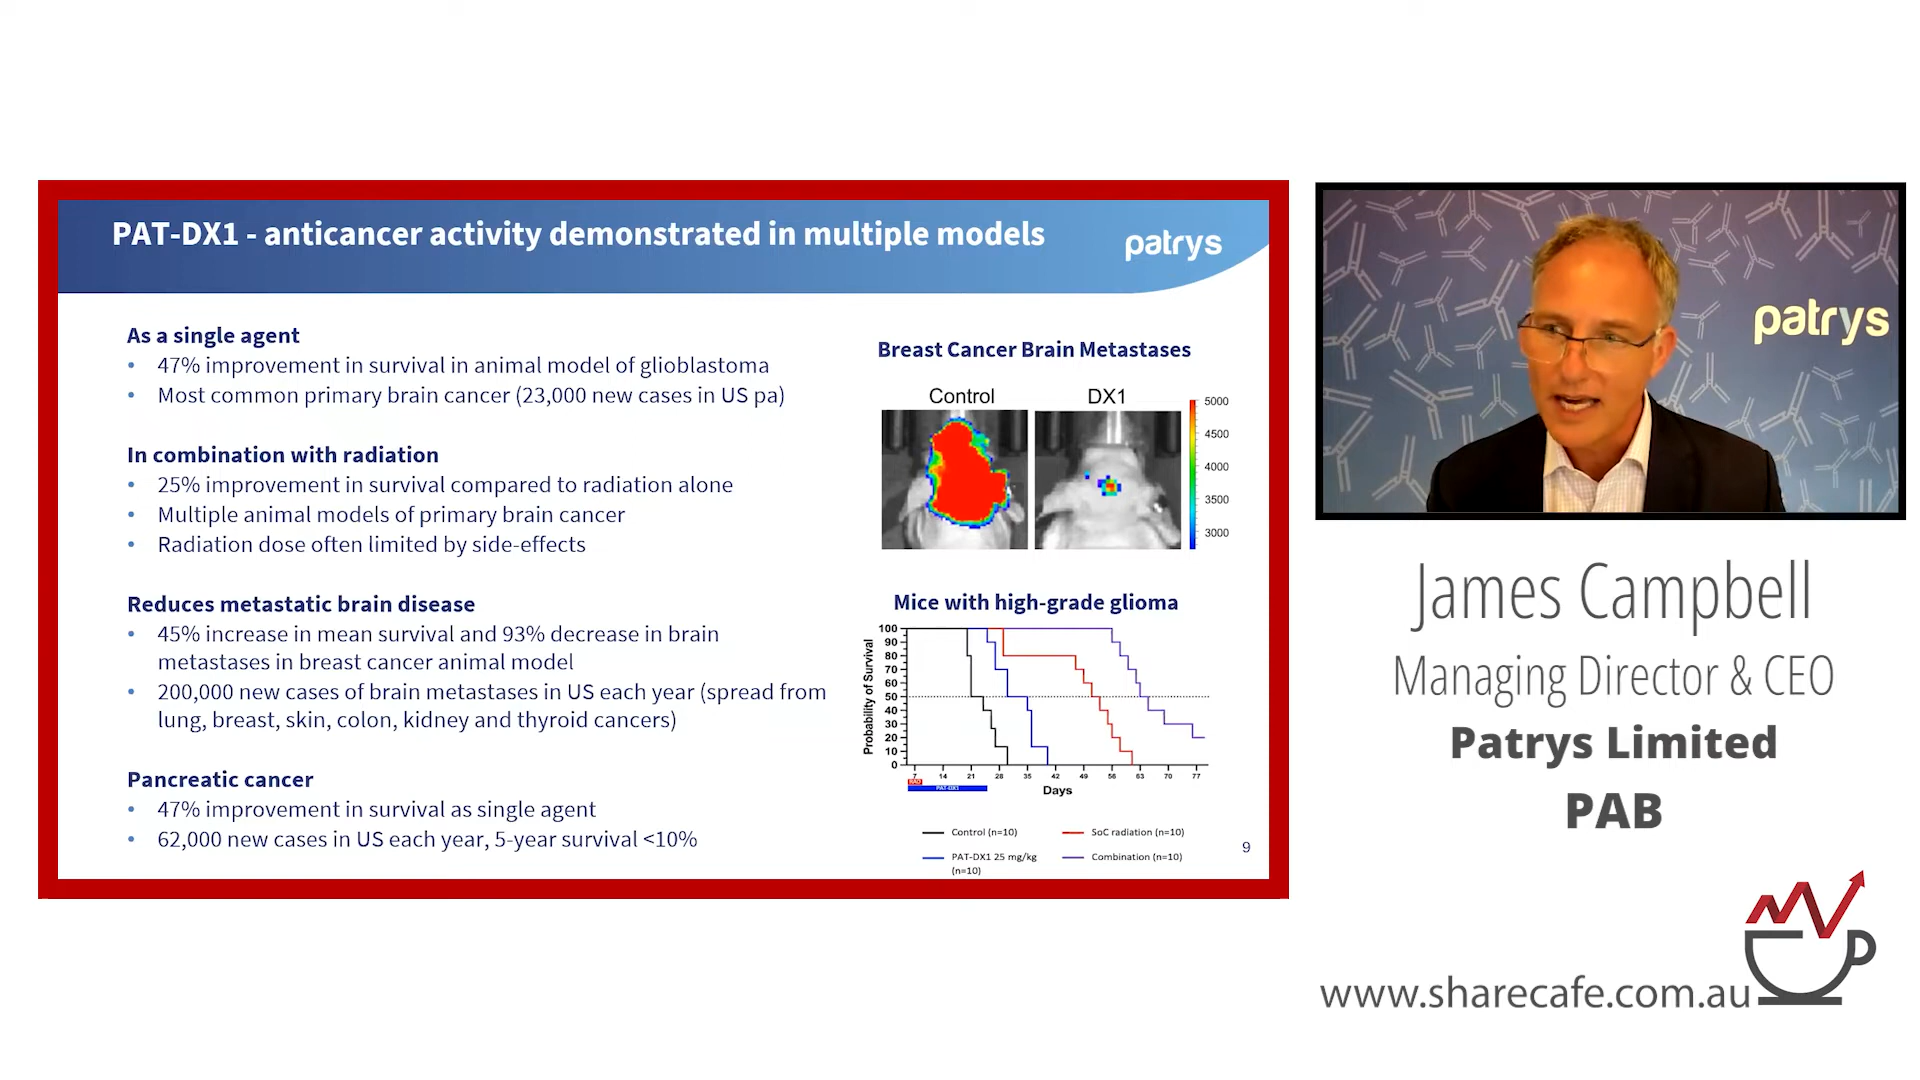 PAT-DX1 - anticancer activity demonstrated in multiple models
patrys
As a single agent
• 47% improvement in survival in animal model of glioblastoma
• Most common primary brain cancer (23,000 new cases in US pa)
In combination with radiation
• 25% improvement in survival compared to radiation alone
• Multiple animal models of primary brain cancer
• Radiation dose often limited by side-effects
Reduces metastatic brain disease
• 45% increase in mean survival and 93% decrease in brain
metastases in breast cancer animal model
• 200,000 new cases of brain metastases in US each year (spread from
lung, breast, skin, colon, kidney and thyroid cancers)
Pancreatic cancer
• 47% improvement in survival as single agent
• 62,000 new cases in US each year, 5-year survival <10%
Breast Cancer Brain Metastases
Control DX1
5000
4500
4000
3500
3000
Mice with high-grade glioma
Probability of Survival
100
90
80
70
60
50
40
30
20
10
0
7 14 21 28 35 42 49 56 63 70 77
RAD
PAT-DX1
Days
Control (n=10) SoC radiation (n=10)
PAT-DX1 25 mg/kg Combination (n=10)
(n=10)
9
patrys
James Campbell
Managing Director & CEO
Patrys Limited
PAB
www.sharecafe.com.au